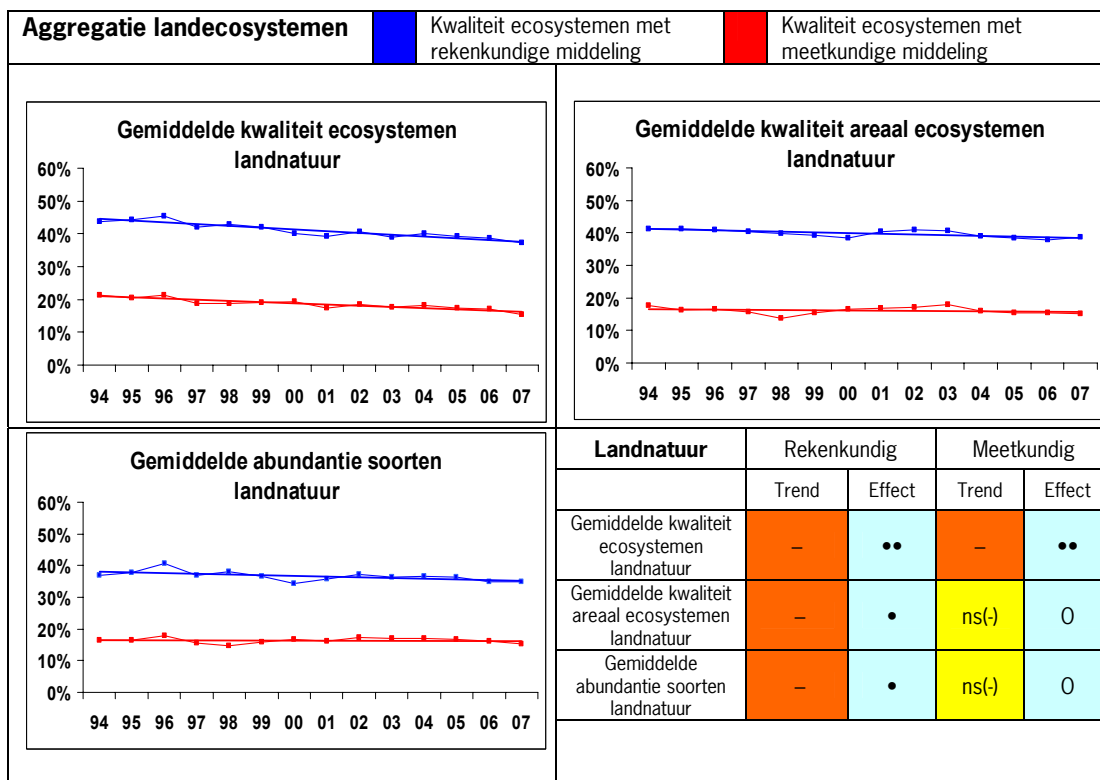 Aggregatie landecosystemen
Kwaliteit ecosystemen met
rekenkundige middeling
Kwaliteit ecosystemen met
meetkundige middeling
Gemiddelde kwaliteit ecosystemen
landnatuur
60%
50%
40%
30%
20%
10%
0%
94 95 96 97 98 99 00 01 02 03 04 05 06 07
Gemiddelde kwaliteit areaal ecosystemen
landnatuur
60%
50%
40%
30%
20%
10%
0%
94 95 96 97 98 99 00 01 02 03 04 05 06 07
Gemiddelde abundantie soorten
landnatuur
60%
50%
40%
30%
20%
10%
0%
94 95 96 97 98 99 00 01 02 03 04 05 06 07
Landnatuur Rekenkundig Meetkundig
Trend Effect Trend Effect
Gemiddelde kwaliteit
ecosystemen – •• – ••
landnatuur
Gemiddelde kwaliteit
areaal ecosystemen – • ns(-) O
landnatuur
Gemiddelde
abundantie soorten – • ns(-) O
landnatuur